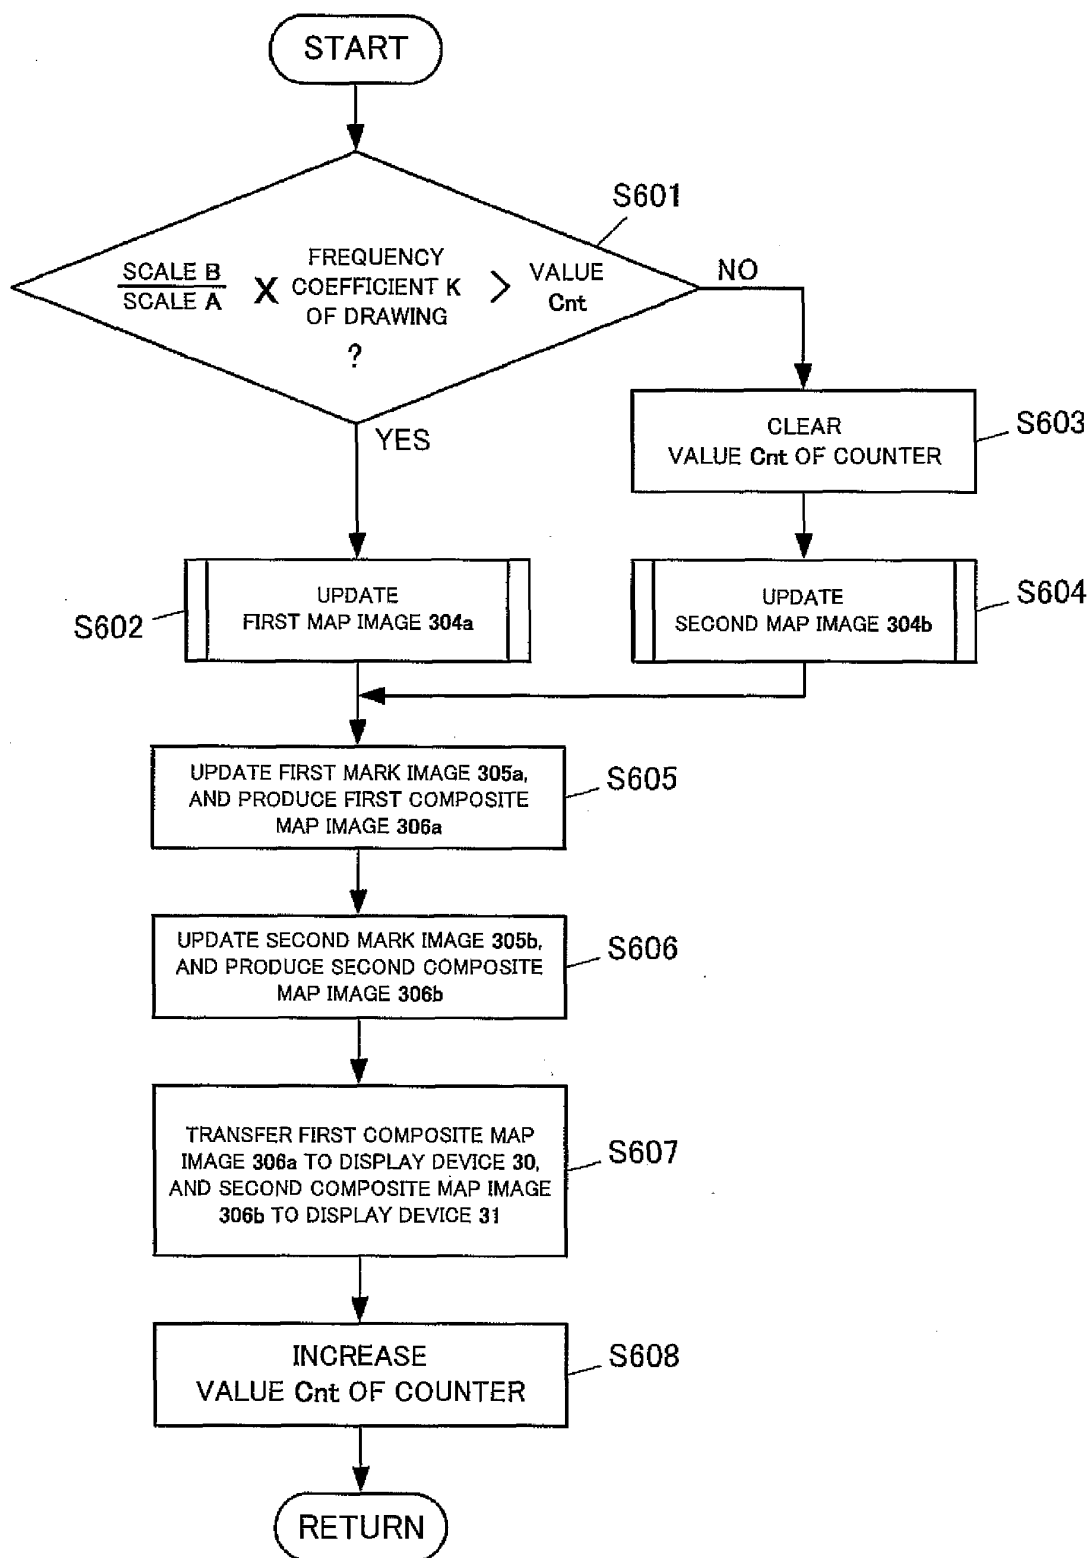 START
S601
SCALE B
SCALE A
X
FREQUENCY
COEFFICIENT K
OF DRAWING
?
>
VALUE
Cnt
NO
YES
CLEAR
VALUE Cnt OF COUNTER
S603
UPDATE
FIRST MAP IMAGE 304a
S602
UPDATE
SECOND MAP IMAGE 304b
S604
UPDATE FIRST MARK IMAGE 305a,
AND PRODUCE FIRST COMPOSITE
MAP IMAGE 306a
S605
UPDATE SECOND MARK IMAGE 305b,
AND PRODUCE SECOND COMPOSITE
MAP IMAGE 306b
S606
TRANSFER FIRST COMPOSITE MAP
IMAGE 306a TO DISPLAY DEVICE 30,
AND SECOND COMPOSITE MAP IMAGE
306b TO DISPLAY DEVICE 31
S607
INCREASE
VALUE Cnt OF COUNTER
S608
RETURN